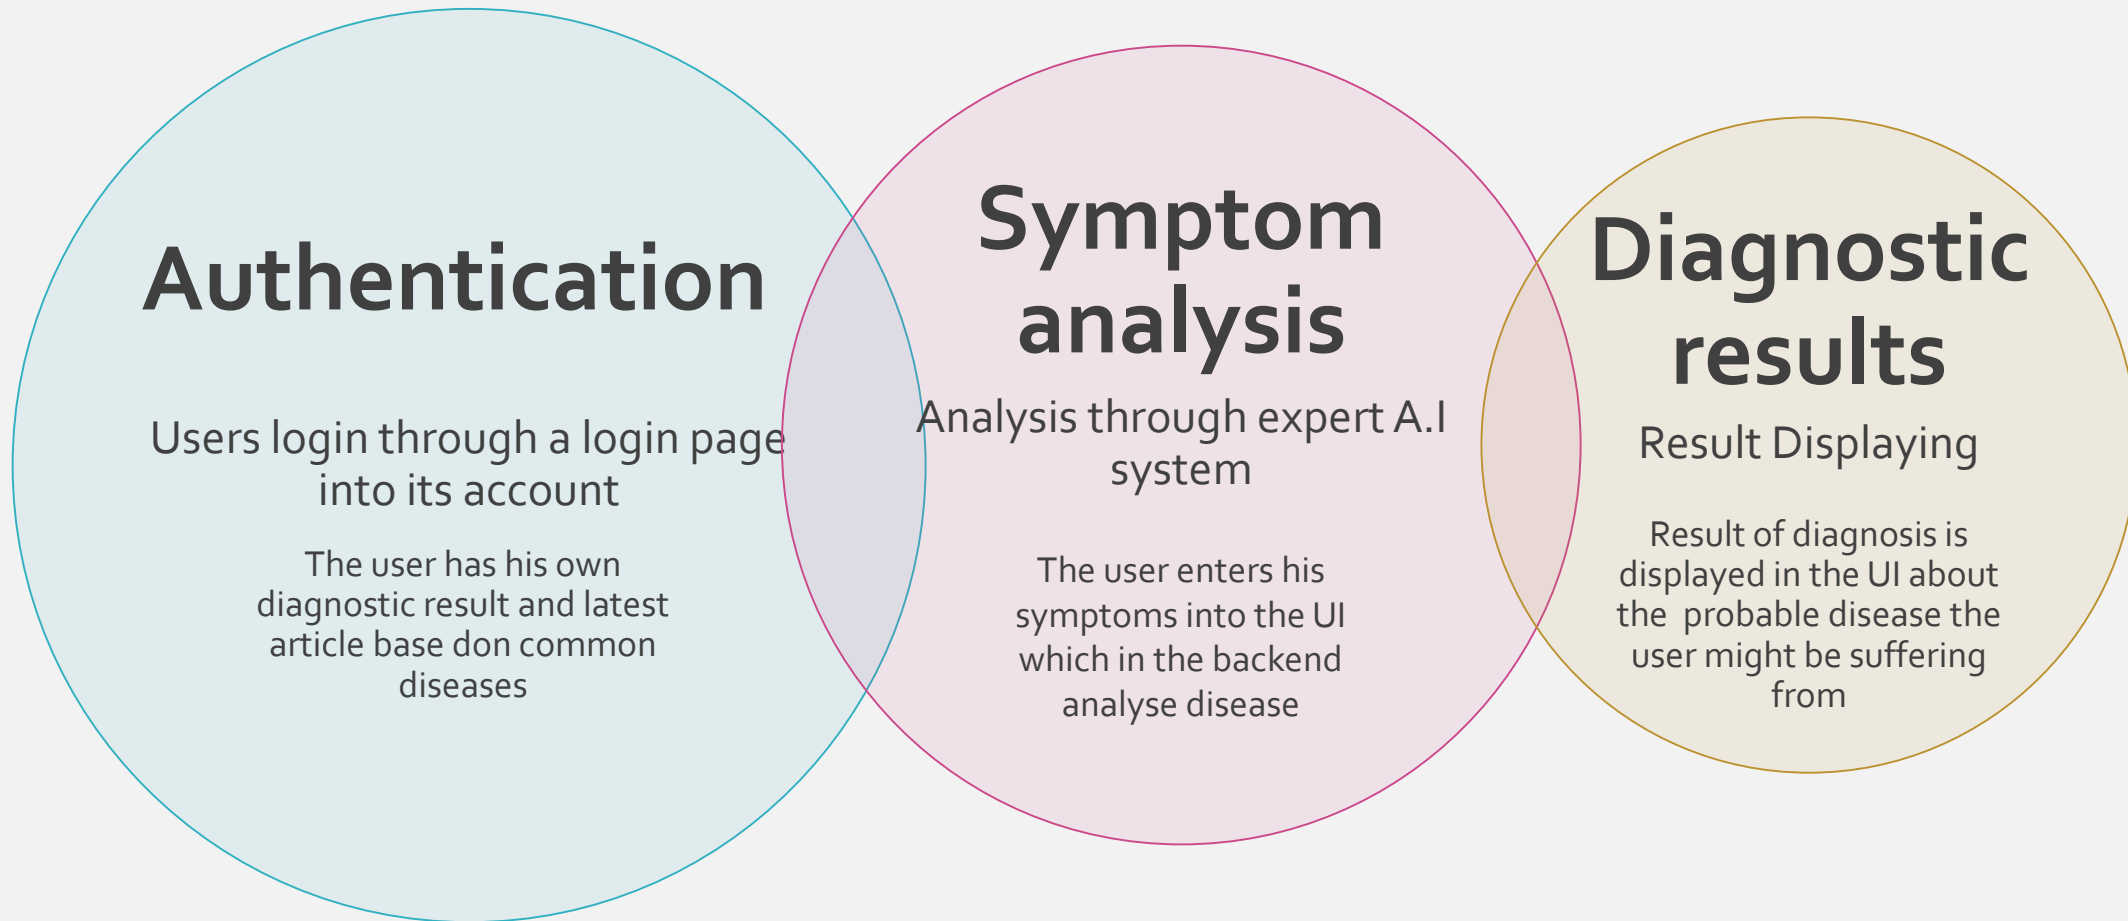 Authentication
Users login through a login page
into its account
The user has his own
diagnostic result and latest
article base don common
diseases
Symptom
analysis
Analysis through expert A.I
system
The user enters his
symptoms into the UI
which in the backend
analyse disease
Diagnostic
results
Result Displaying
Result of diagnosis is
displayed in the UI about
the  probable disease the
user might be suffering
from